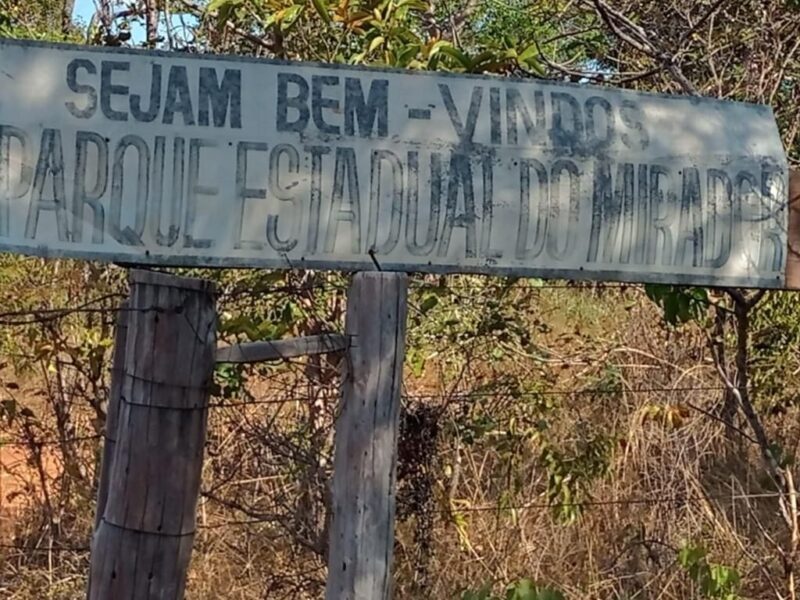 SEJAM BEM-VINDOS
PARQUE ESTADUAL DO MIRADOR